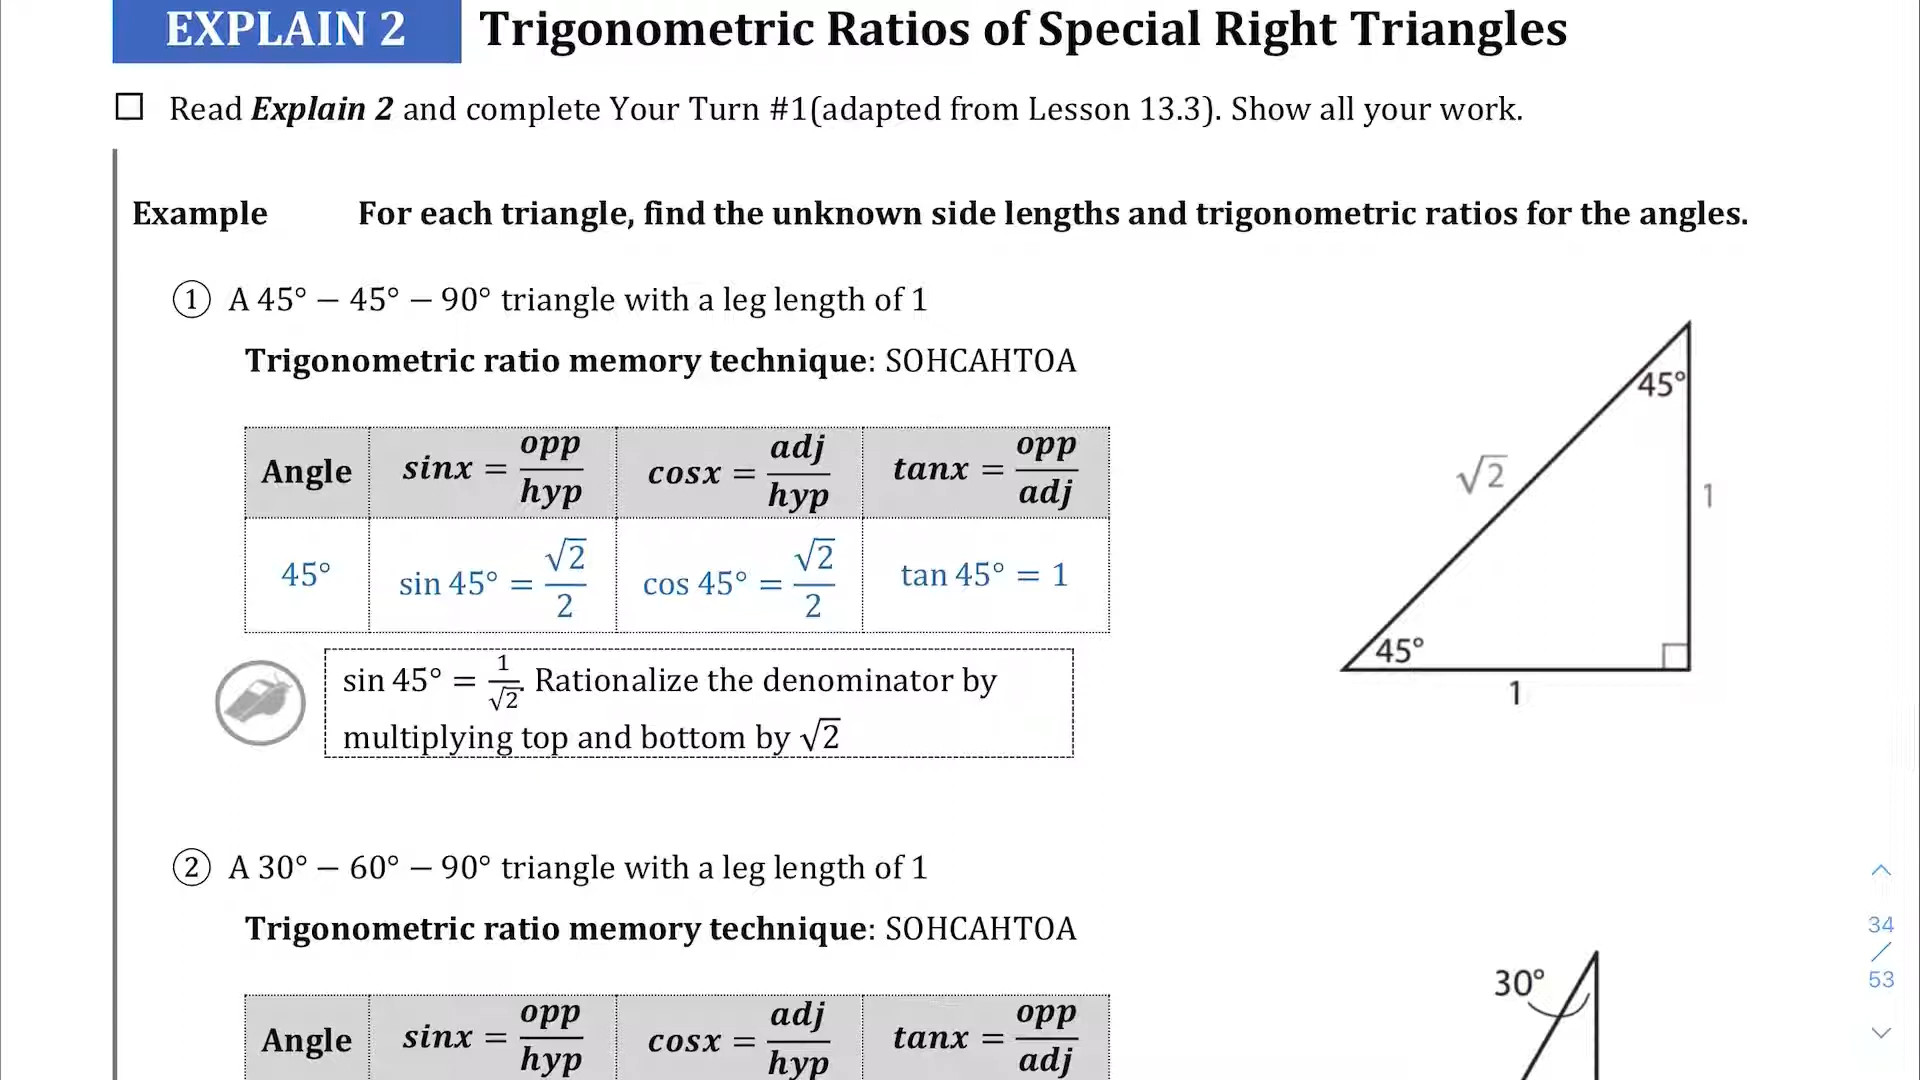 EXPLAIN 2 Trigonometric Ratios of Special Right Triangles
☐ Read Explain 2 and complete Your Turn #1(adapted from Lesson 13.3). Show all your work.
Example For each triangle, find the unknown side lengths and trigonometric ratios for the angles.
① A 45° − 45° − 90° triangle with a leg length of 1
Trigonometric ratio memory technique: SOHCAHTOA
Angle sinx = opp/hyp cosx = adj/hyp tanx = opp/adj
45° sin 45° = √2/2 cos 45° = √2/2 tan 45° = 1
sin 45° = 1/√2. Rationalize the denominator by
multiplying top and bottom by √2
45°
√2
1
45°
1
② A 30° − 60° − 90° triangle with a leg length of 1
Trigonometric ratio memory technique: SOHCAHTOA
Angle sinx = opp/hyp cosx = adj/hyp tanx = opp/adj
30°
34
/
53